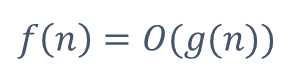 f(n) = O(g(n))